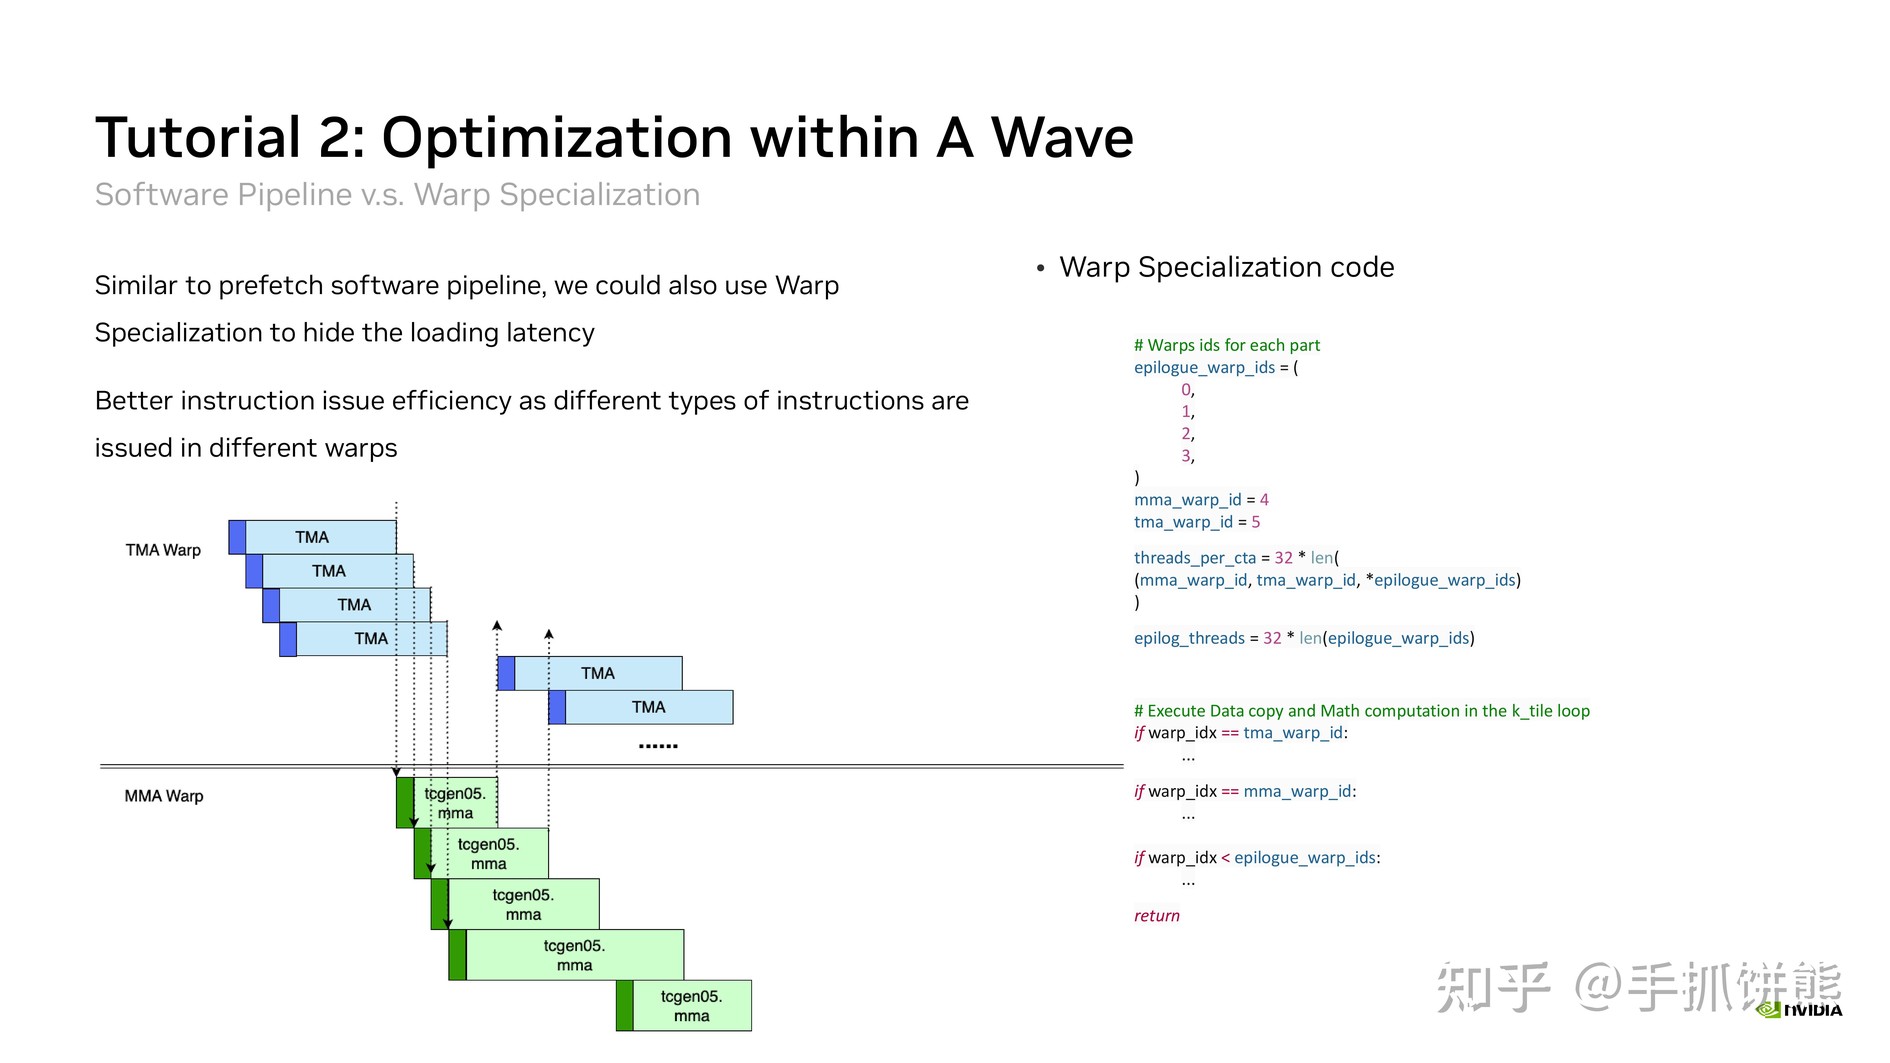 Tutorial 2: Optimization within A Wave
Software Pipeline v.s. Warp Specialization
Similar to prefetch software pipeline, we could also use Warp
Specialization to hide the loading latency
Better instruction issue efficiency as different types of instructions are
issued in different warps
TMA Warp
TMA
TMA
TMA
TMA
TMA
TMA
......
MMA Warp
tcgen05.
mma
tcgen05.
mma
tcgen05.
mma
tcgen05.
mma
tcgen05.
mma
• Warp Specialization code
# Warps ids for each part
epilogue_warp_ids = (
0,
1,
2,
3,
)
mma_warp_id = 4
tma_warp_id = 5
threads_per_cta = 32 * len(
(mma_warp_id, tma_warp_id, *epilogue_warp_ids)
)
epilog_threads = 32 * len(epilogue_warp_ids)
# Execute Data copy and Math computation in the k_tile loop
if warp_idx == tma_warp_id:
...
if warp_idx == mma_warp_id:
...
if warp_idx < epilogue_warp_ids:
...
return
知乎 @手抓饼熊
NVIDIA